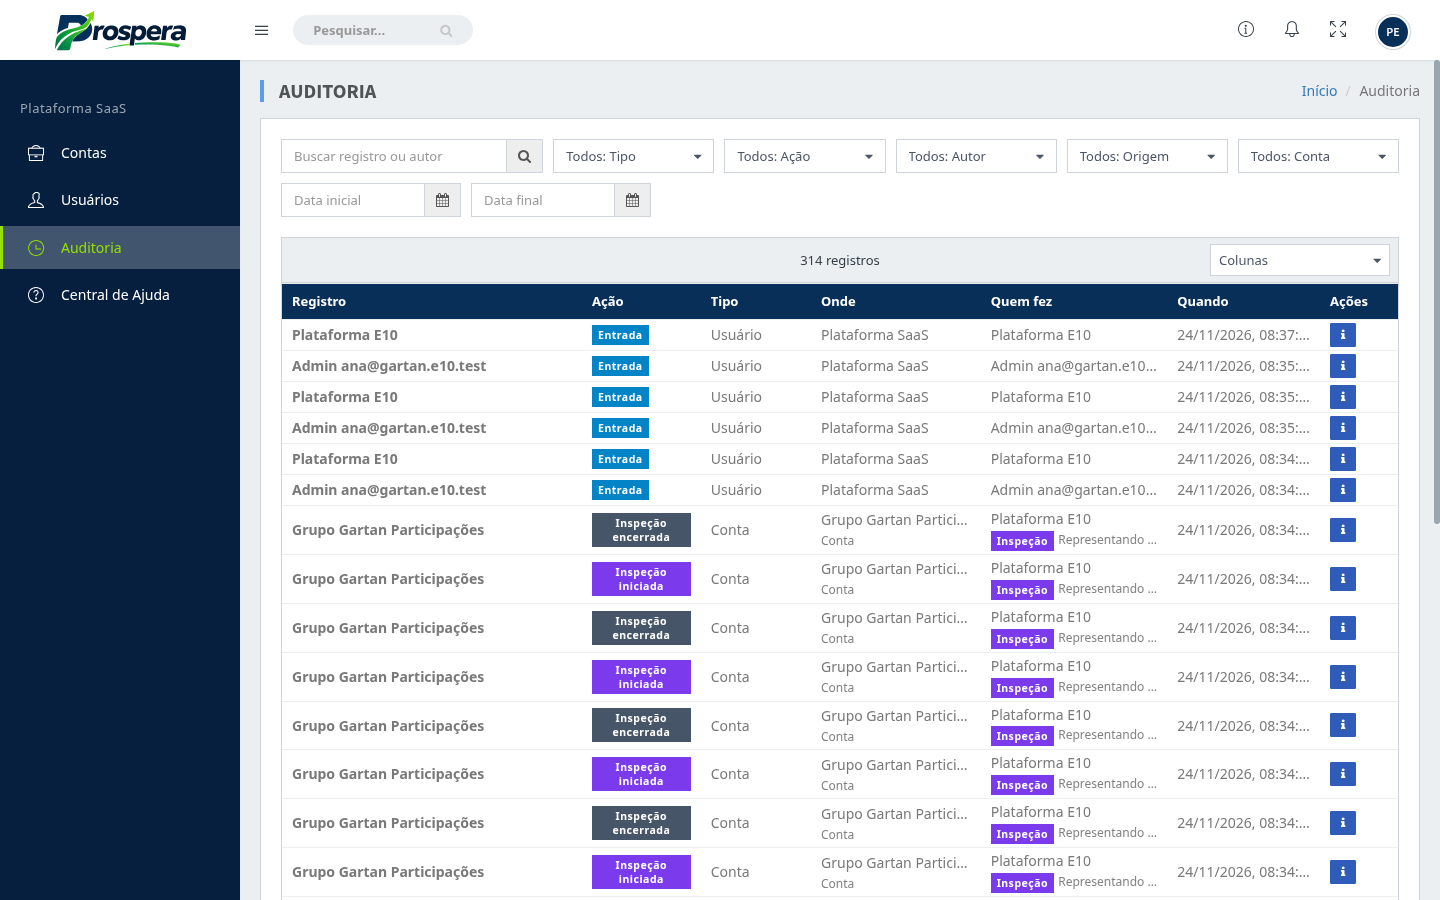 Prospera
Pesquisar...
PE
Plataforma SaaS
Contas
Usuários
Auditoria
Central de Ajuda
AUDITORIA
Início / Auditoria
Buscar registro ou autor
Todos: Tipo
Todos: Ação
Todos: Autor
Todos: Origem
Todos: Conta
Data inicial
Data final
314 registros
Colunas
Registro Ação Tipo Onde Quem fez Quando Ações
Plataforma E10 Entrada Usuário Plataforma SaaS Plataforma E10 24/11/2026, 08:37:...
Admin ana@gartan.e10.test Entrada Usuário Plataforma SaaS Admin ana@gartan.e10... 24/11/2026, 08:35:...
Plataforma E10 Entrada Usuário Plataforma SaaS Plataforma E10 24/11/2026, 08:35:...
Admin ana@gartan.e10.test Entrada Usuário Plataforma SaaS Admin ana@gartan.e10... 24/11/2026, 08:35:...
Plataforma E10 Entrada Usuário Plataforma SaaS Plataforma E10 24/11/2026, 08:34:...
Admin ana@gartan.e10.test Entrada Usuário Plataforma SaaS Admin ana@gartan.e10... 24/11/2026, 08:34:...
Grupo Gartan Participações Inspeção encerrada Conta Grupo Gartan Partici... Conta Plataforma E10 Inspeção Representando ... 24/11/2026, 08:34:...
Grupo Gartan Participações Inspeção iniciada Conta Grupo Gartan Partici... Conta Plataforma E10 Inspeção Representando ... 24/11/2026, 08:34:...
Grupo Gartan Participações Inspeção encerrada Conta Grupo Gartan Partici... Conta Plataforma E10 Inspeção Representando ... 24/11/2026, 08:34:...
Grupo Gartan Participações Inspeção iniciada Conta Grupo Gartan Partici... Conta Plataforma E10 Inspeção Representando ... 24/11/2026, 08:34:...
Grupo Gartan Participações Inspeção encerrada Conta Grupo Gartan Partici... Conta Plataforma E10 Inspeção Representando ... 24/11/2026, 08:34:...
Grupo Gartan Participações Inspeção iniciada Conta Grupo Gartan Partici... Conta Plataforma E10 Inspeção Representando ... 24/11/2026, 08:34:...
Grupo Gartan Participações Inspeção encerrada Conta Grupo Gartan Partici... Conta Plataforma E10 Inspeção Representando ... 24/11/2026, 08:34:...
Grupo Gartan Participações Inspeção iniciada Conta Grupo Gartan Partici... Conta Plataforma E10 Inspeção Representando ... 24/11/2026, 08:34:...